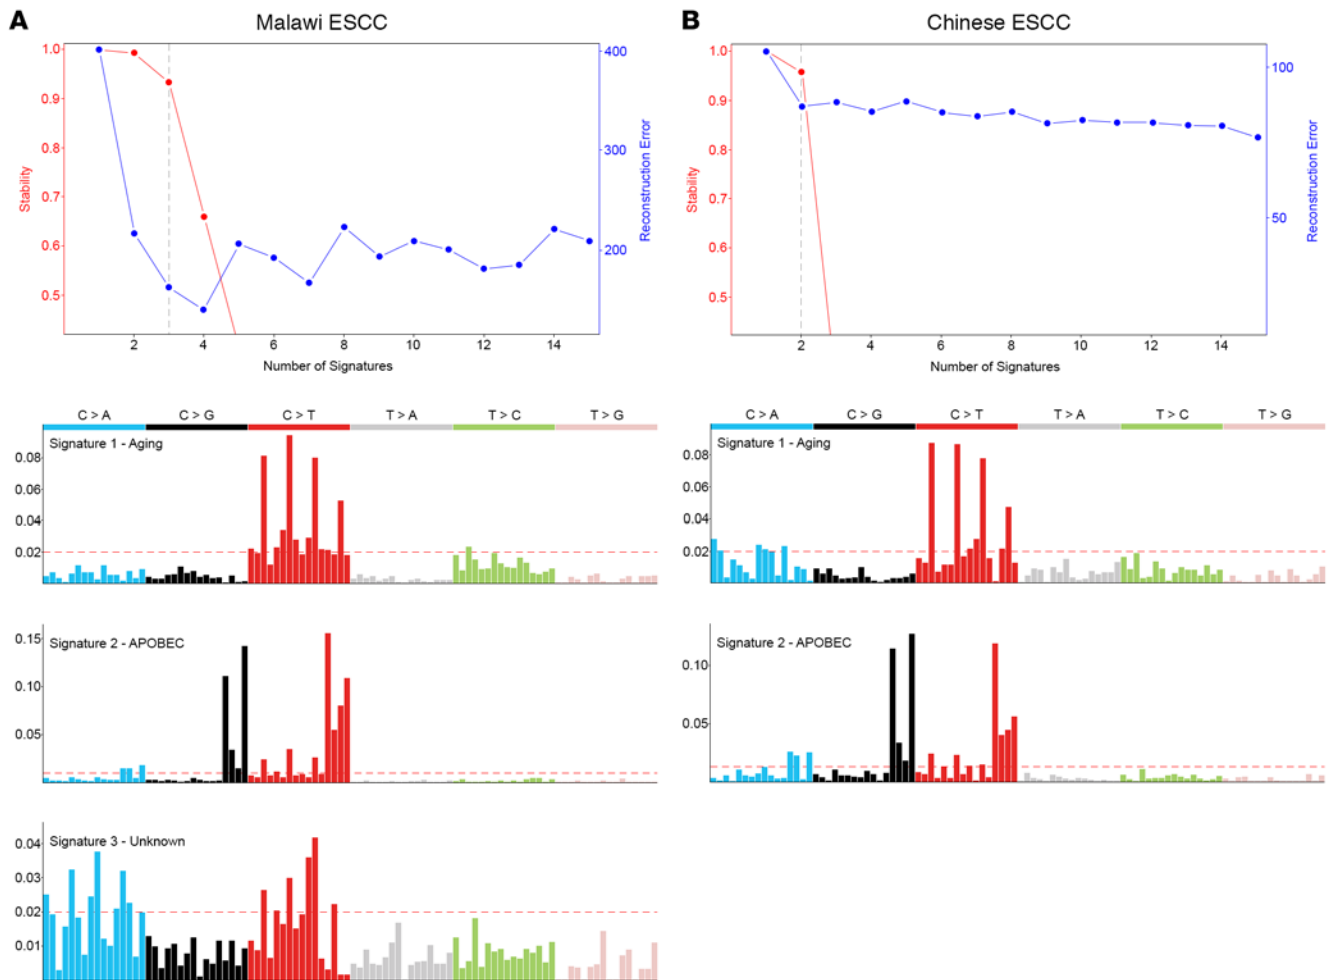 A
Malawi ESCC
1.0
0.9
0.8
0.7
0.6
0.5
Stability
400
300
200
Reconstruction Error
2 4 6 8 10 12 14
Number of Signatures
C > A C > G C > T T > A T > C T > G
Signature 1 - Aging
0.08
0.06
0.04
0.02
Signature 2 - APOBEC
0.15
0.10
0.05
Signature 3 - Unknown
0.04
0.03
0.02
0.01
B
Chinese ESCC
1.0
0.9
0.8
0.7
0.6
0.5
Stability
100
50
Reconstruction Error
2 4 6 8 10 12 14
Number of Signatures
C > A C > G C > T T > A T > C T > G
Signature 1 - Aging
0.08
0.06
0.04
0.02
Signature 2 - APOBEC
0.10
0.05